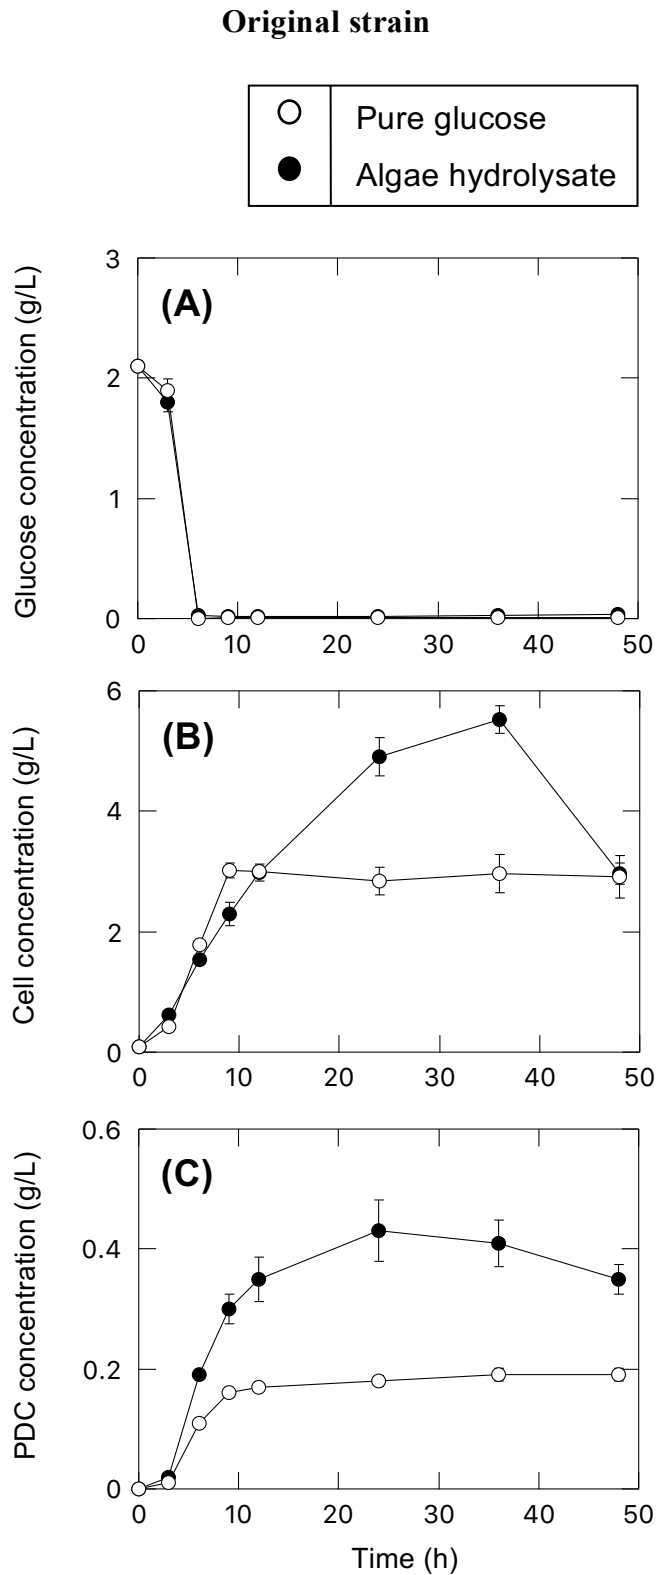 Original strain
Pure glucose
Algae hydrolysate
Glucose concentration (g/L)
(A)
3
2
1
0
0 10 20 30 40 50
Cell concentration (g/L)
(B)
6
4
2
0
0 10 20 30 40 50
PDC concentration (g/L)
(C)
0.6
0.4
0.2
0
0 10 20 30 40 50
Time (h)